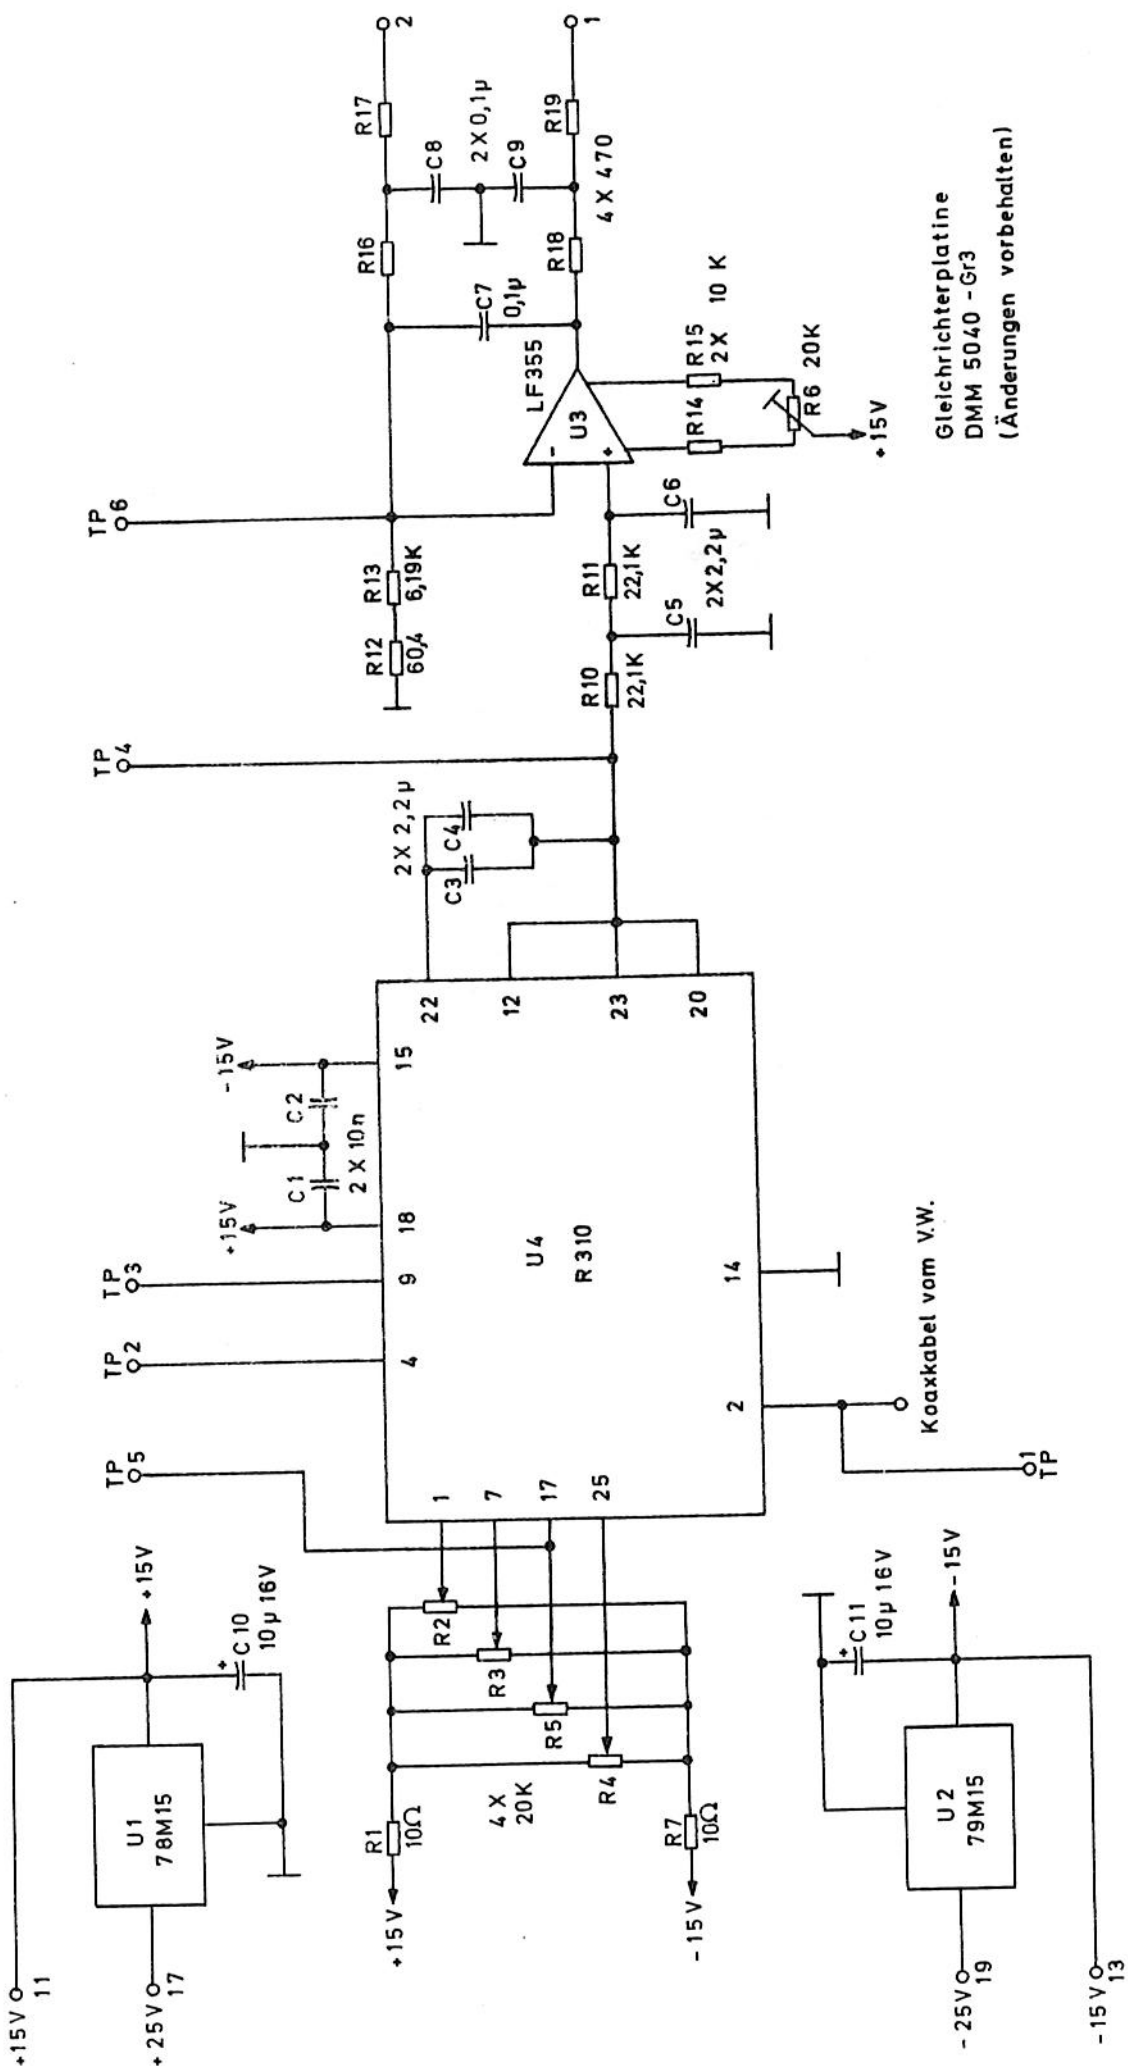 +15V
11
+25V
17
U1
78M15
+15V
+
C10
10µ 16V
TP
5
TP
2
TP
3
+15V
-15V
C1
C2
2 X 10n
TP
4
TP
6
+15V
R1
10Ω
4 X
20K
R2
R3
R5
R4
-15V
R7
10Ω
1
7
17
25
4
9
18
15
22
12
23
20
2
14
U4
R310
C3
C4
2 X 2,2µ
R12
60,4
R13
6,19K
R10
22,1K
R11
22,1K
C5
C6
2X2,2µ
-
+
U3
LF355
R14
R15
2X 10 K
R6 20K
+15V
C7
0,1µ
R16
R17
2
C8
2 X 0,1µ
C9
R18
R19
1
4 X 470
-25V
19
-15V
13
U2
79M15
+
C11
10µ 16V
-15V
1
TP
Koaxkabel vom V.W.
Gleichrichterplatine
DMM 5040 -Gr3
(Änderungen vorbehalten)